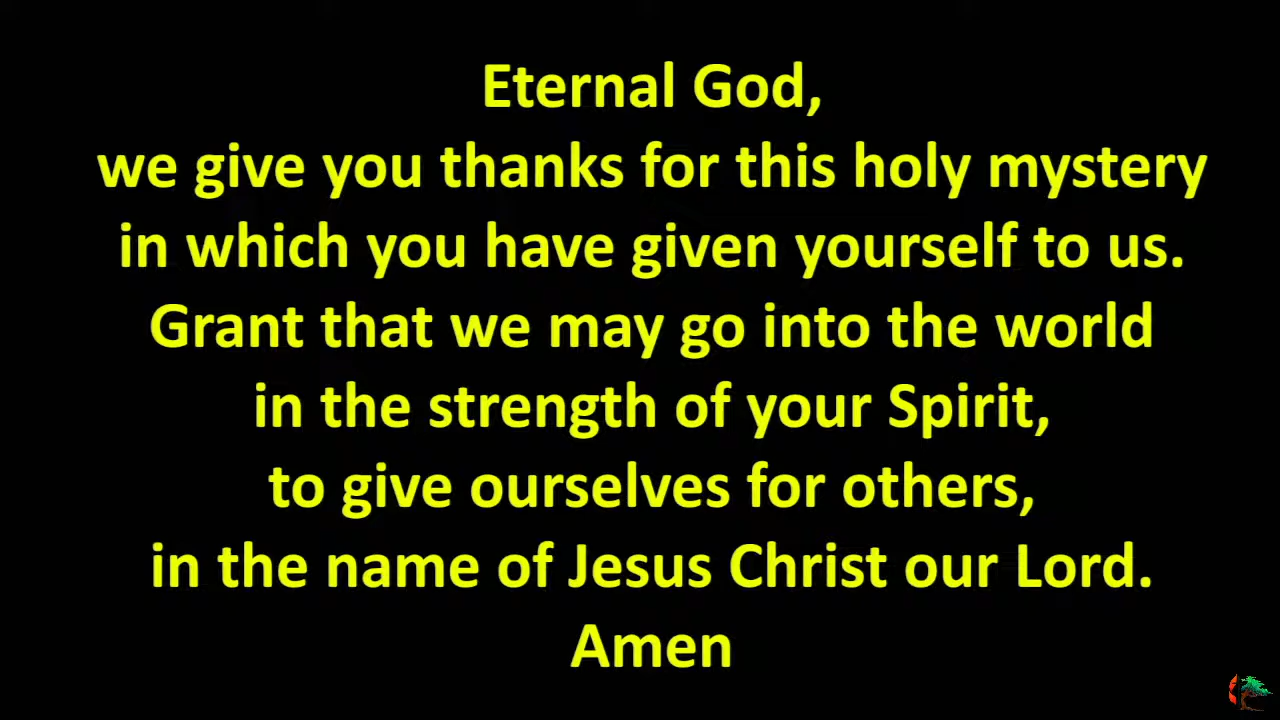 Eternal God,
we give you thanks for this holy mystery
in which you have given yourself to us.
Grant that we may go into the world
in the strength of your Spirit,
to give ourselves for others,
in the name of Jesus Christ our Lord.
Amen